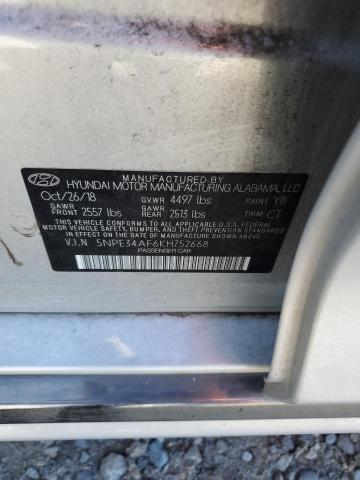 MANUFACTURED BY
HYUNDAI MOTOR MANUFACTURING ALABAMA, LLC
Oct/26/18 GVWR 4497 lbs PAINT Y8
GAWR FRONT 2557 lbs GAWR REAR 2513 lbs TRIM CT
THIS VEHICLE CONFORMS TO ALL APPLICABLE U.S.A FEDERAL
MOTOR VEHICLE SAFETY, BUMPER, AND THEFT PREVENTION STANDARDS
IN EFFECT ON THE DATE OF MANUFACTURE SHOWN ABOVE.
V.I.N 5NPE34AF6KH752668
PASSENGER CAR